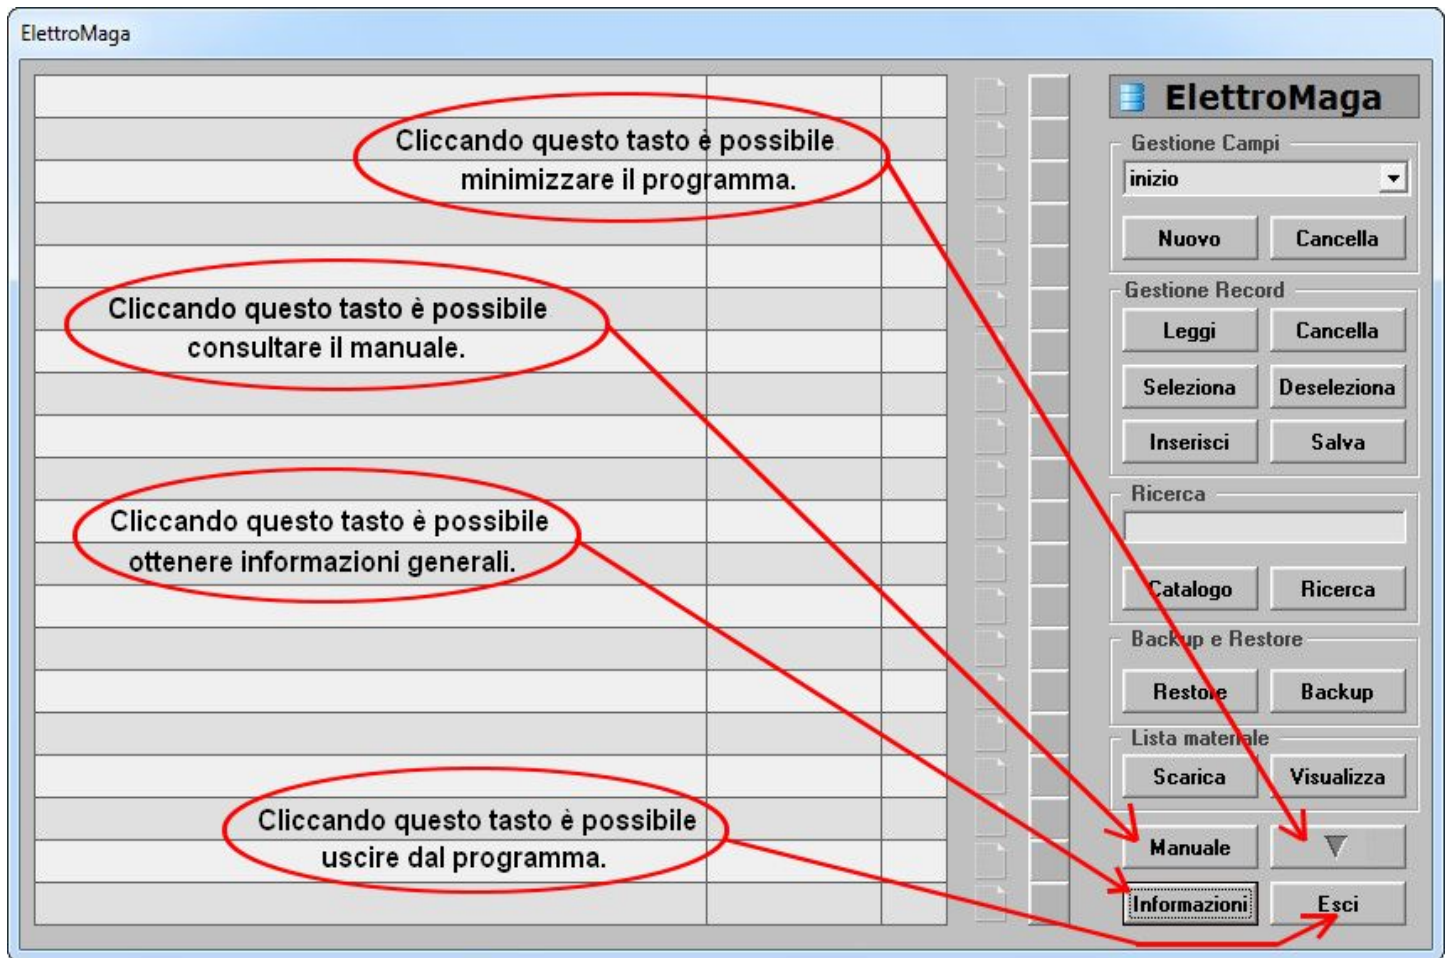 ElettroMaga
ElettroMaga
Cliccando questo tasto è possibile
minimizzare il programma.
Cliccando questo tasto è possibile
consultare il manuale.
Cliccando questo tasto è possibile
ottenere informazioni generali.
Cliccando questo tasto è possibile
uscire dal programma.
Gestione Campi
inizio
Nuovo Cancella
Gestione Record
Leggi Cancella
Seleziona Deseleziona
Inserisci Salva
Ricerca
Catalogo Ricerca
Backup e Restore
Restore Backup
Lista materiale
Scarica Visualizza
Manuale
Informazioni Esci